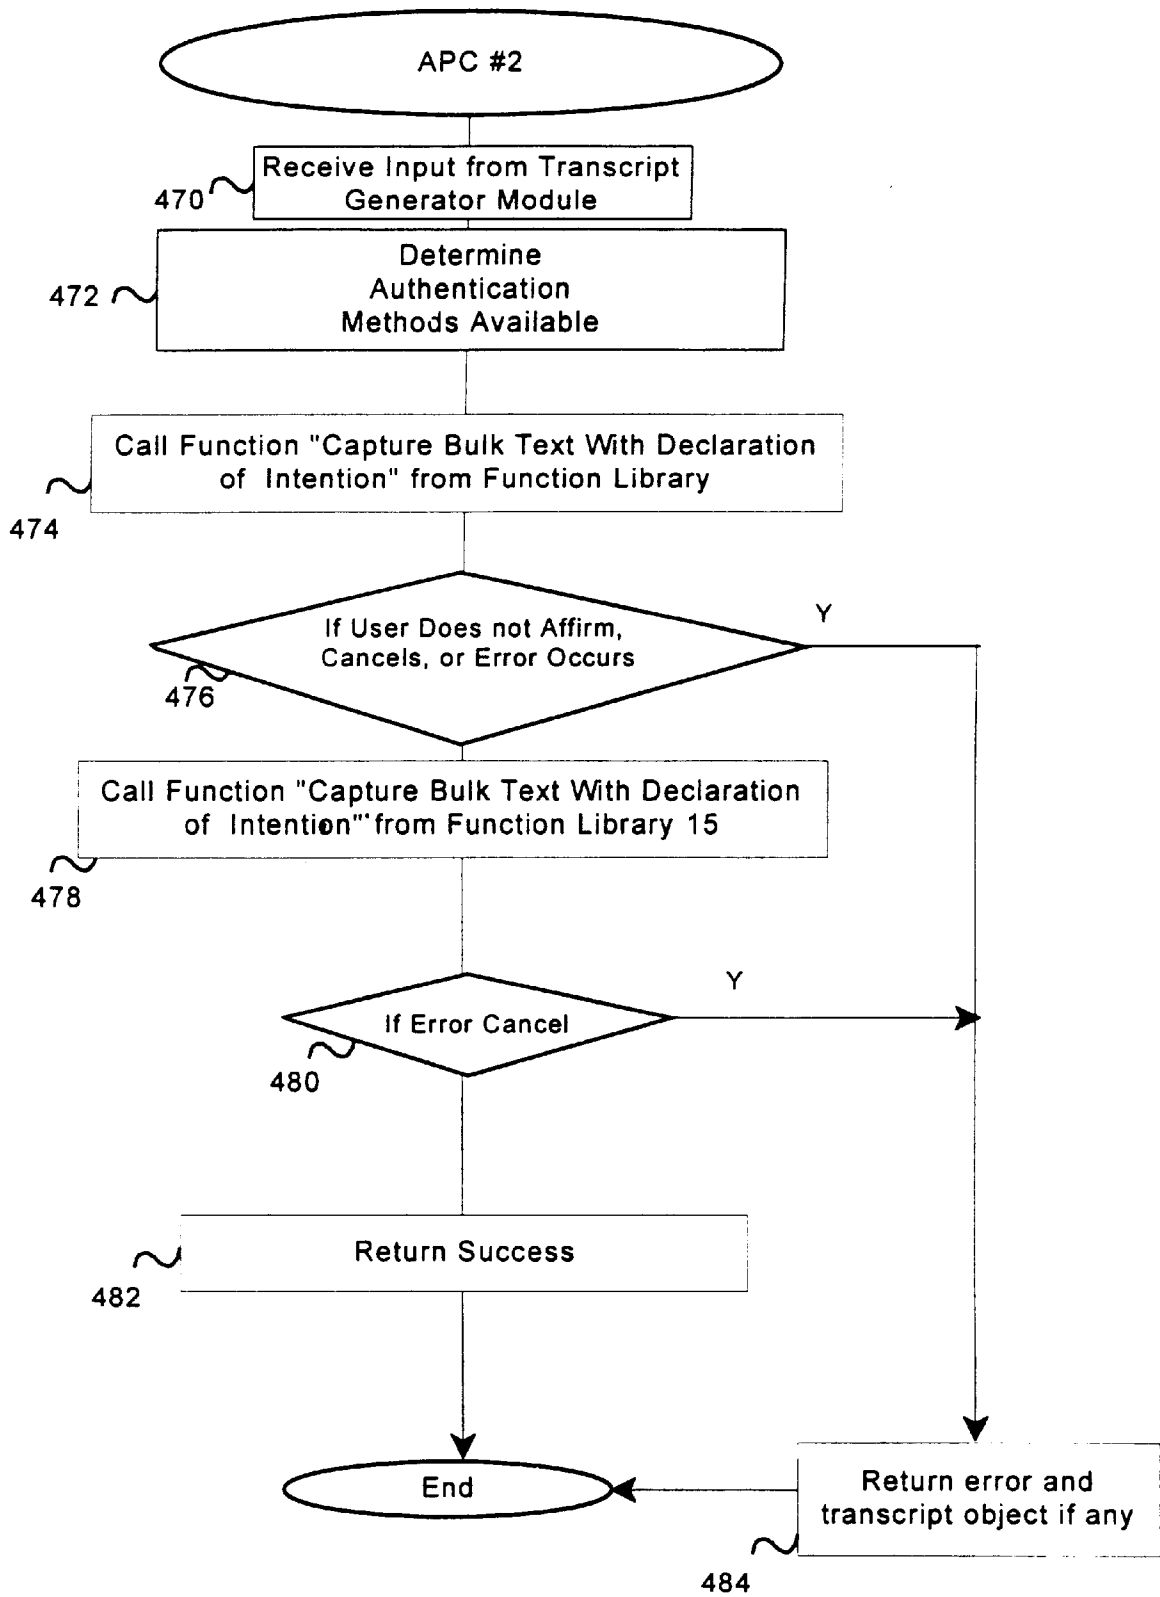 APC #2
Receive Input from Transcript
Generator Module
470
Determine
Authentication
Methods Available
472
Call Function "Capture Bulk Text With Declaration
of Intention" from Function Library
474
If User Does not Affirm,
Cancels, or Error Occurs
Y
476
Call Function "Capture Bulk Text With Declaration
of Intention" from Function Library 15
478
If Error Cancel
Y
480
Return Success
482
End
Return error and
transcript object if any
484